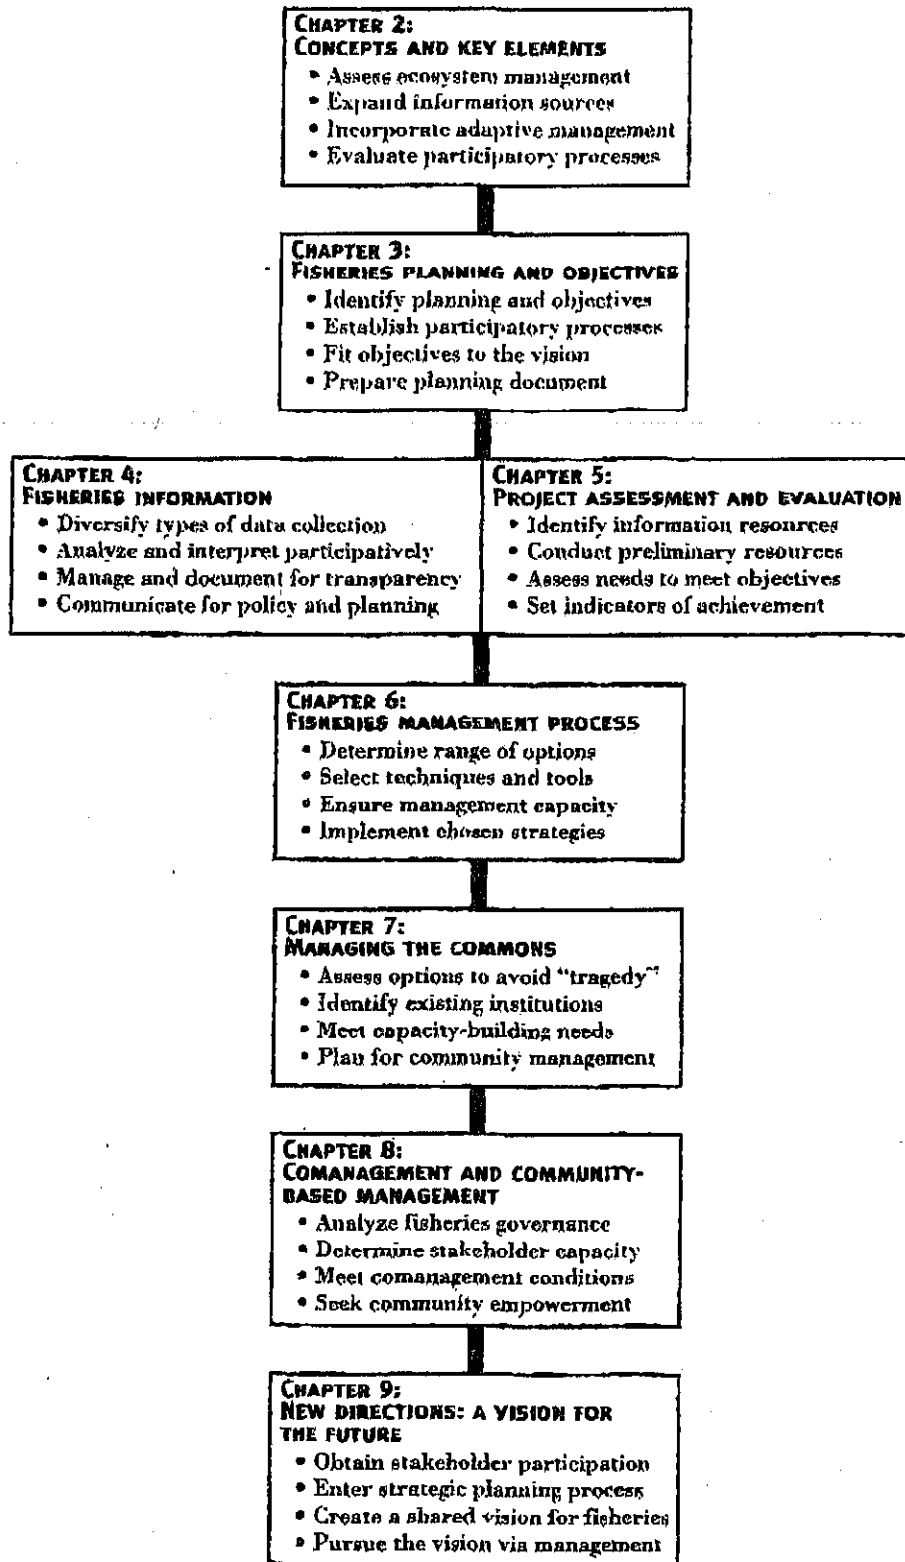 CHAPTER 2:
CONCEPTS AND KEY ELEMENTS
• Assess ecosystem management
• Expand information sources
• Incorporate adaptive management
• Evaluate participatory processes
CHAPTER 3:
FISHERIES PLANNING AND OBJECTIVES
• Identify planning and objectives
• Establish participatory processes
• Fit objectives to the vision
• Prepare planning document
CHAPTER 4:
FISHERIES INFORMATION
• Diversify types of data collection
• Analyze and interpret participatively
• Manage and document for transparency
• Communicate for policy and planning
CHAPTER 5:
PROJECT ASSESSMENT AND EVALUATION
• Identify information resources
• Conduct preliminary resources
• Assess needs to meet objectives
• Set indicators of achievement
CHAPTER 6:
FISHERIES MANAGEMENT PROCESS
• Determine range of options
• Select techniques and tools
• Ensure management capacity
• Implement chosen strategies
CHAPTER 7:
MANAGING THE COMMONS
• Assess options to avoid "tragedy"
• Identify existing institutions
• Meet capacity-building needs
• Plan for community management
CHAPTER 8:
COMANAGEMENT AND COMMUNITY-
BASED MANAGEMENT
• Analyze fisheries governance
• Determine stakeholder capacity
• Meet comanagement conditions
• Seek community empowerment
CHAPTER 9:
NEW DIRECTIONS: A VISION FOR
THE FUTURE
• Obtain stakeholder participation
• Enter strategic planning process
• Create a shared vision for fisheries
• Pursue the vision via management